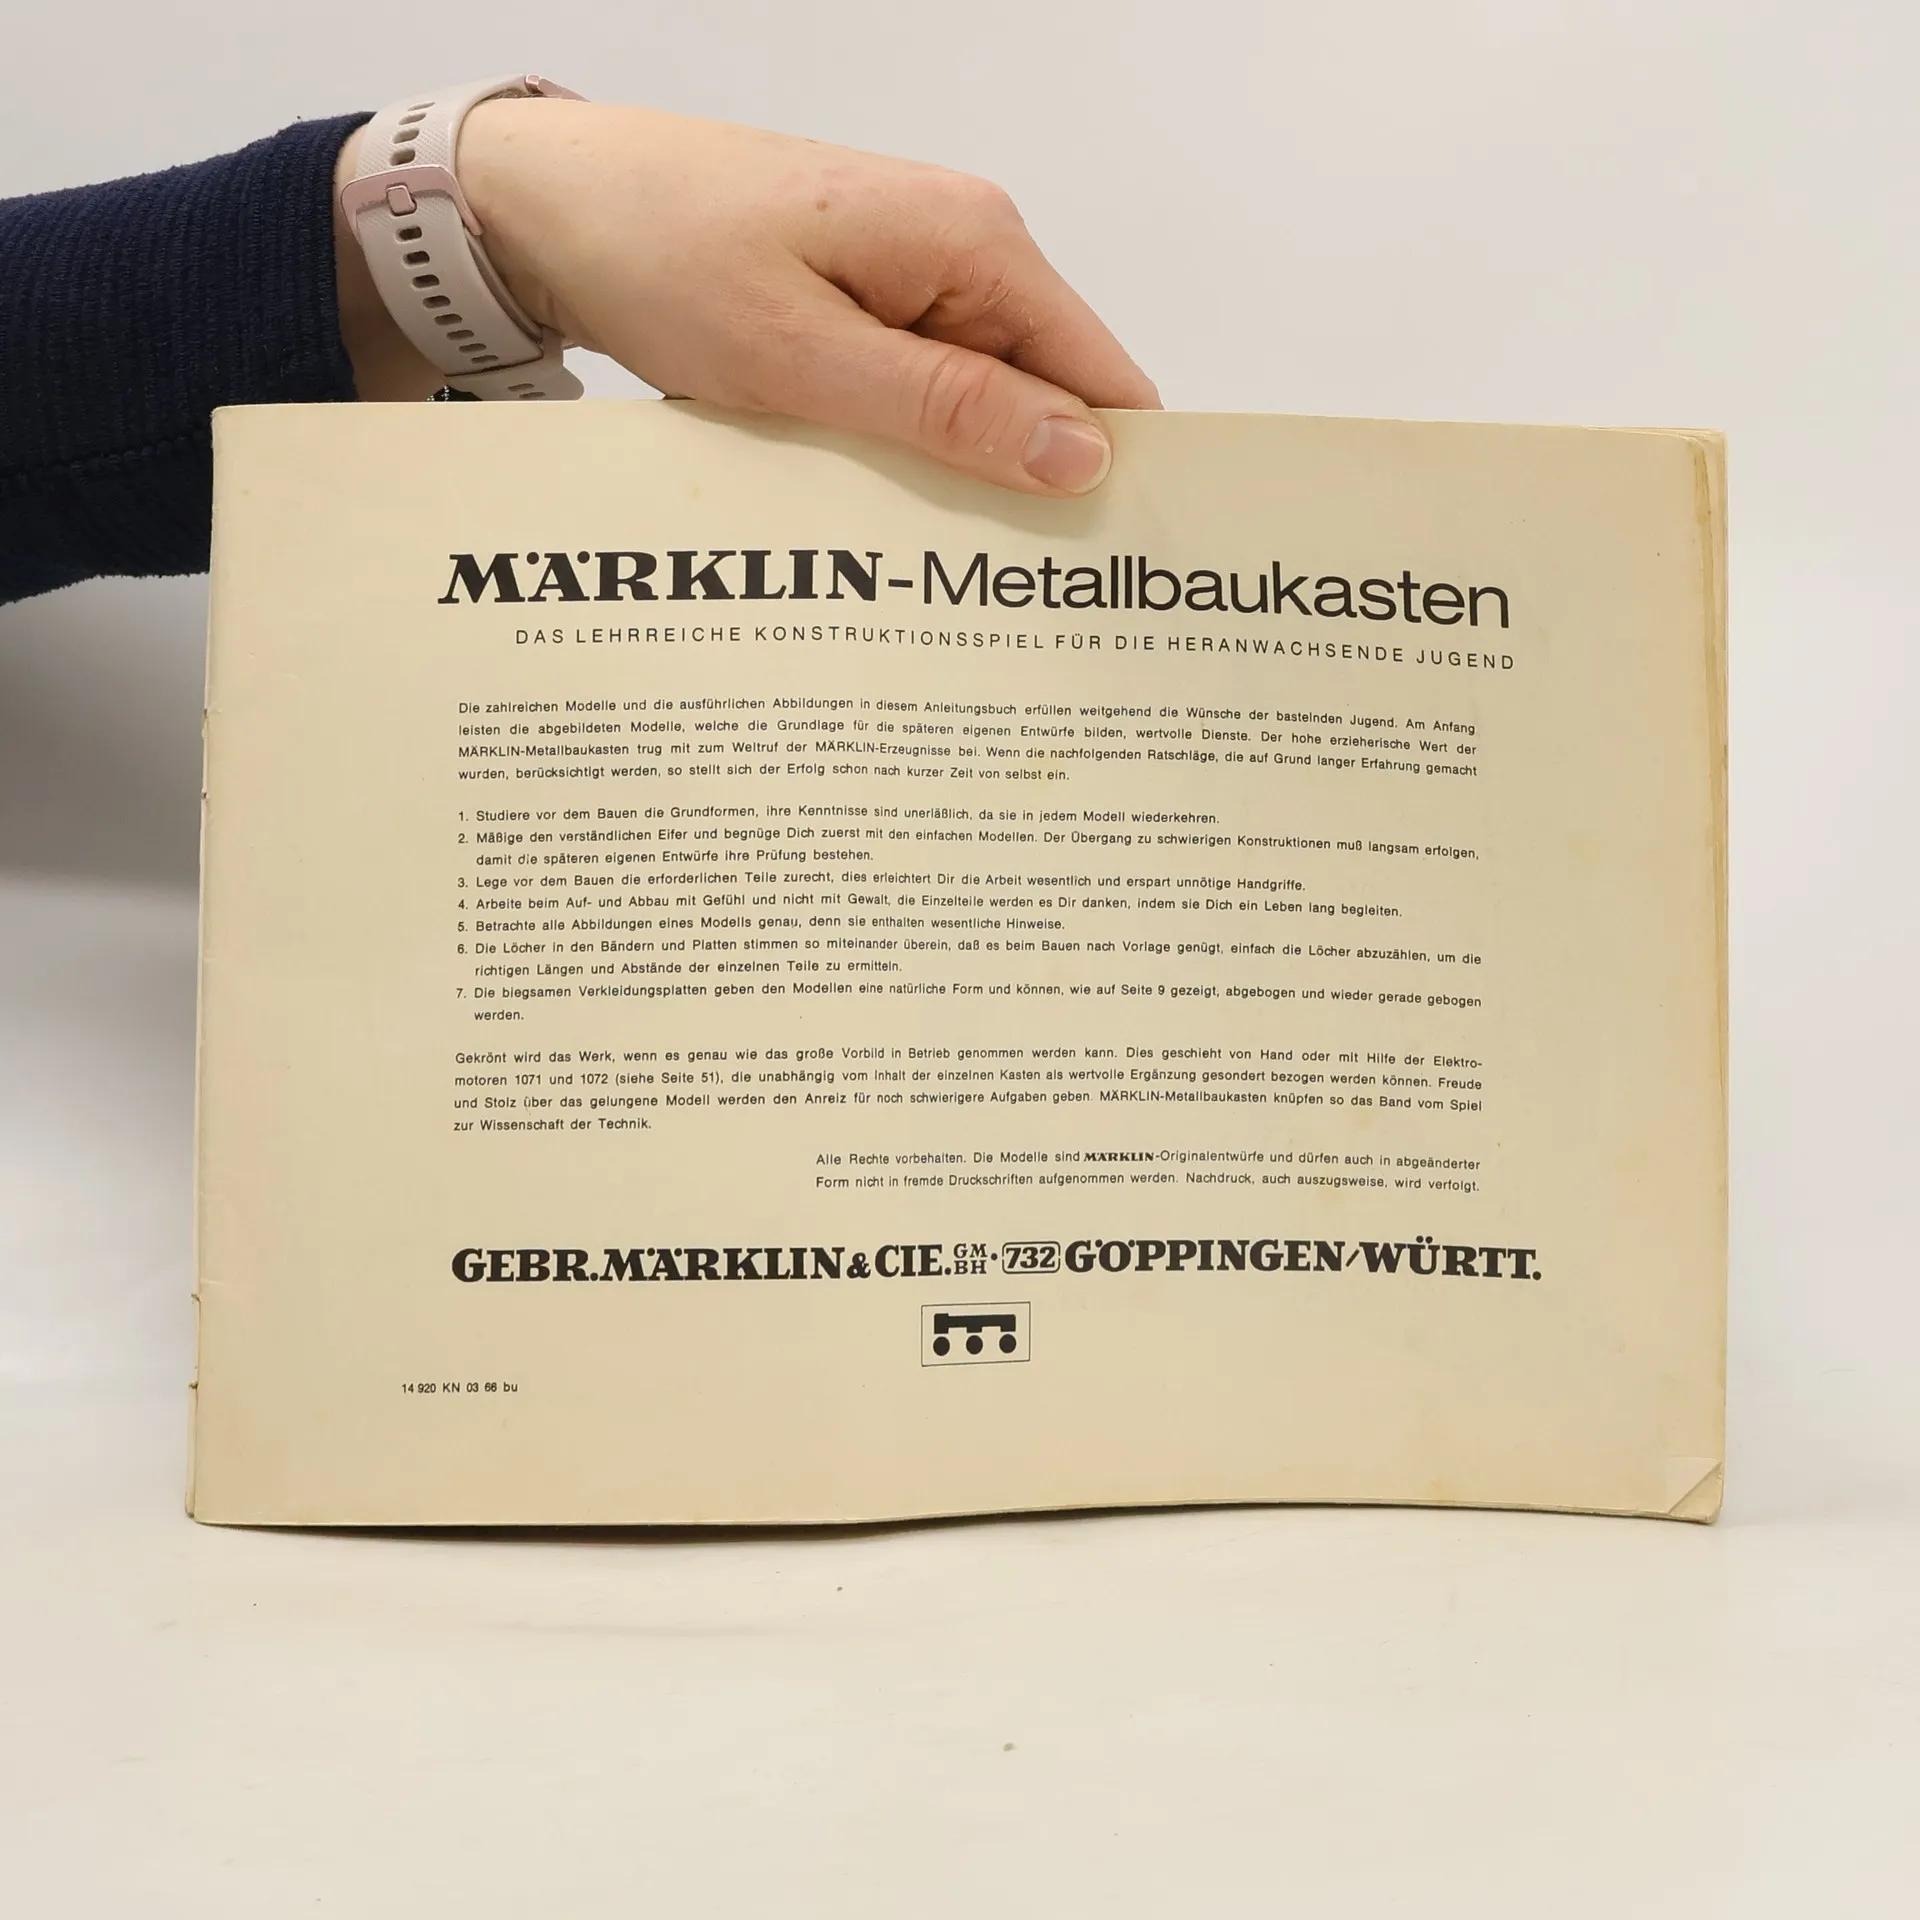 MÄRKLIN-Metallbaukasten
DAS LEHRREICHE KONSTRUKTIONSSPIEL FÜR DIE HERANWACHSENDE JUGEND
Die zahlreichen Modelle und die ausführlichen Abbildungen in diesem Anleitungsbuch erfüllen weitgehend die Wünsche der bastelnden Jugend. Am Anfang
leisten die abgebildeten Modelle, welche die Grundlage für die späteren eigenen Entwürfe bilden, wertvolle Dienste. Der hohe erzieherische Wert der
MÄRKLIN-Metallbaukasten trug mit zum Weltruf der MÄRKLIN-Erzeugnisse bei. Wenn die nachfolgenden Ratschläge, die auf Grund langer Erfahrung gemacht
wurden, berücksichtigt werden, so stellt sich der Erfolg schon nach kurzer Zeit von selbst ein.
1. Studiere vor dem Bauen die Grundformen, ihre Kenntnisse sind unerläßlich, da sie in jedem Modell wiederkehren.
2. Mäßige den verständlichen Eifer und begnüge Dich zuerst mit den einfachen Modellen. Der Übergang zu schwierigen Konstruktionen muß langsam erfolgen,
damit die späteren eigenen Entwürfe ihre Prüfung bestehen.
3. Lege vor dem Bauen die erforderlichen Teile zurecht, dies erleichtert Dir die Arbeit wesentlich und erspart unnötige Handgriffe.
4. Arbeite beim Auf- und Abbau mit Gefühl und nicht mit Gewalt, die Einzelteile werden es Dir danken, indem sie Dich ein Leben lang begleiten.
5. Betrachte alle Abbildungen eines Modells genau, denn sie enthalten wesentliche Hinweise.
6. Die Löcher in den Bändern und Platten stimmen so miteinander überein, daß es beim Bauen nach Vorlage genügt, einfach die Löcher abzuzählen, um die
richtigen Längen und Abstände der einzelnen Teile zu ermitteln.
7. Die biegsamen Verkleidungsplatten geben den Modellen eine natürliche Form und können, wie auf Seite 9 gezeigt, abgebogen und wieder gerade gebogen
werden.
Gekrönt wird das Werk, wenn es genau wie das große Vorbild in Betrieb genommen werden kann. Dies geschieht von Hand oder mit Hilfe der Elektro-
motoren 1071 und 1072 (siehe Seite 51), die unabhängig vom Inhalt der einzelnen Kasten als wertvolle Ergänzung gesondert bezogen werden können. Freude
und Stolz über das gelungene Modell werden den Anreiz für noch schwierigere Aufgaben geben. MÄRKLIN-Metallbaukasten knüpfen so das Band vom Spiel
zur Wissenschaft der Technik.
Alle Rechte vorbehalten. Die Modelle sind MÄRKLIN-Originalentwürfe und dürfen auch in abgeänderter
Form nicht in fremde Druckschriften aufgenommen werden. Nachdruck, auch auszugsweise, wird verfolgt.
GEBR. MÄRKLIN & CIE. GMBH · 732 GÖPPINGEN/WÜRTT.
14 920 KN 03 66 bu